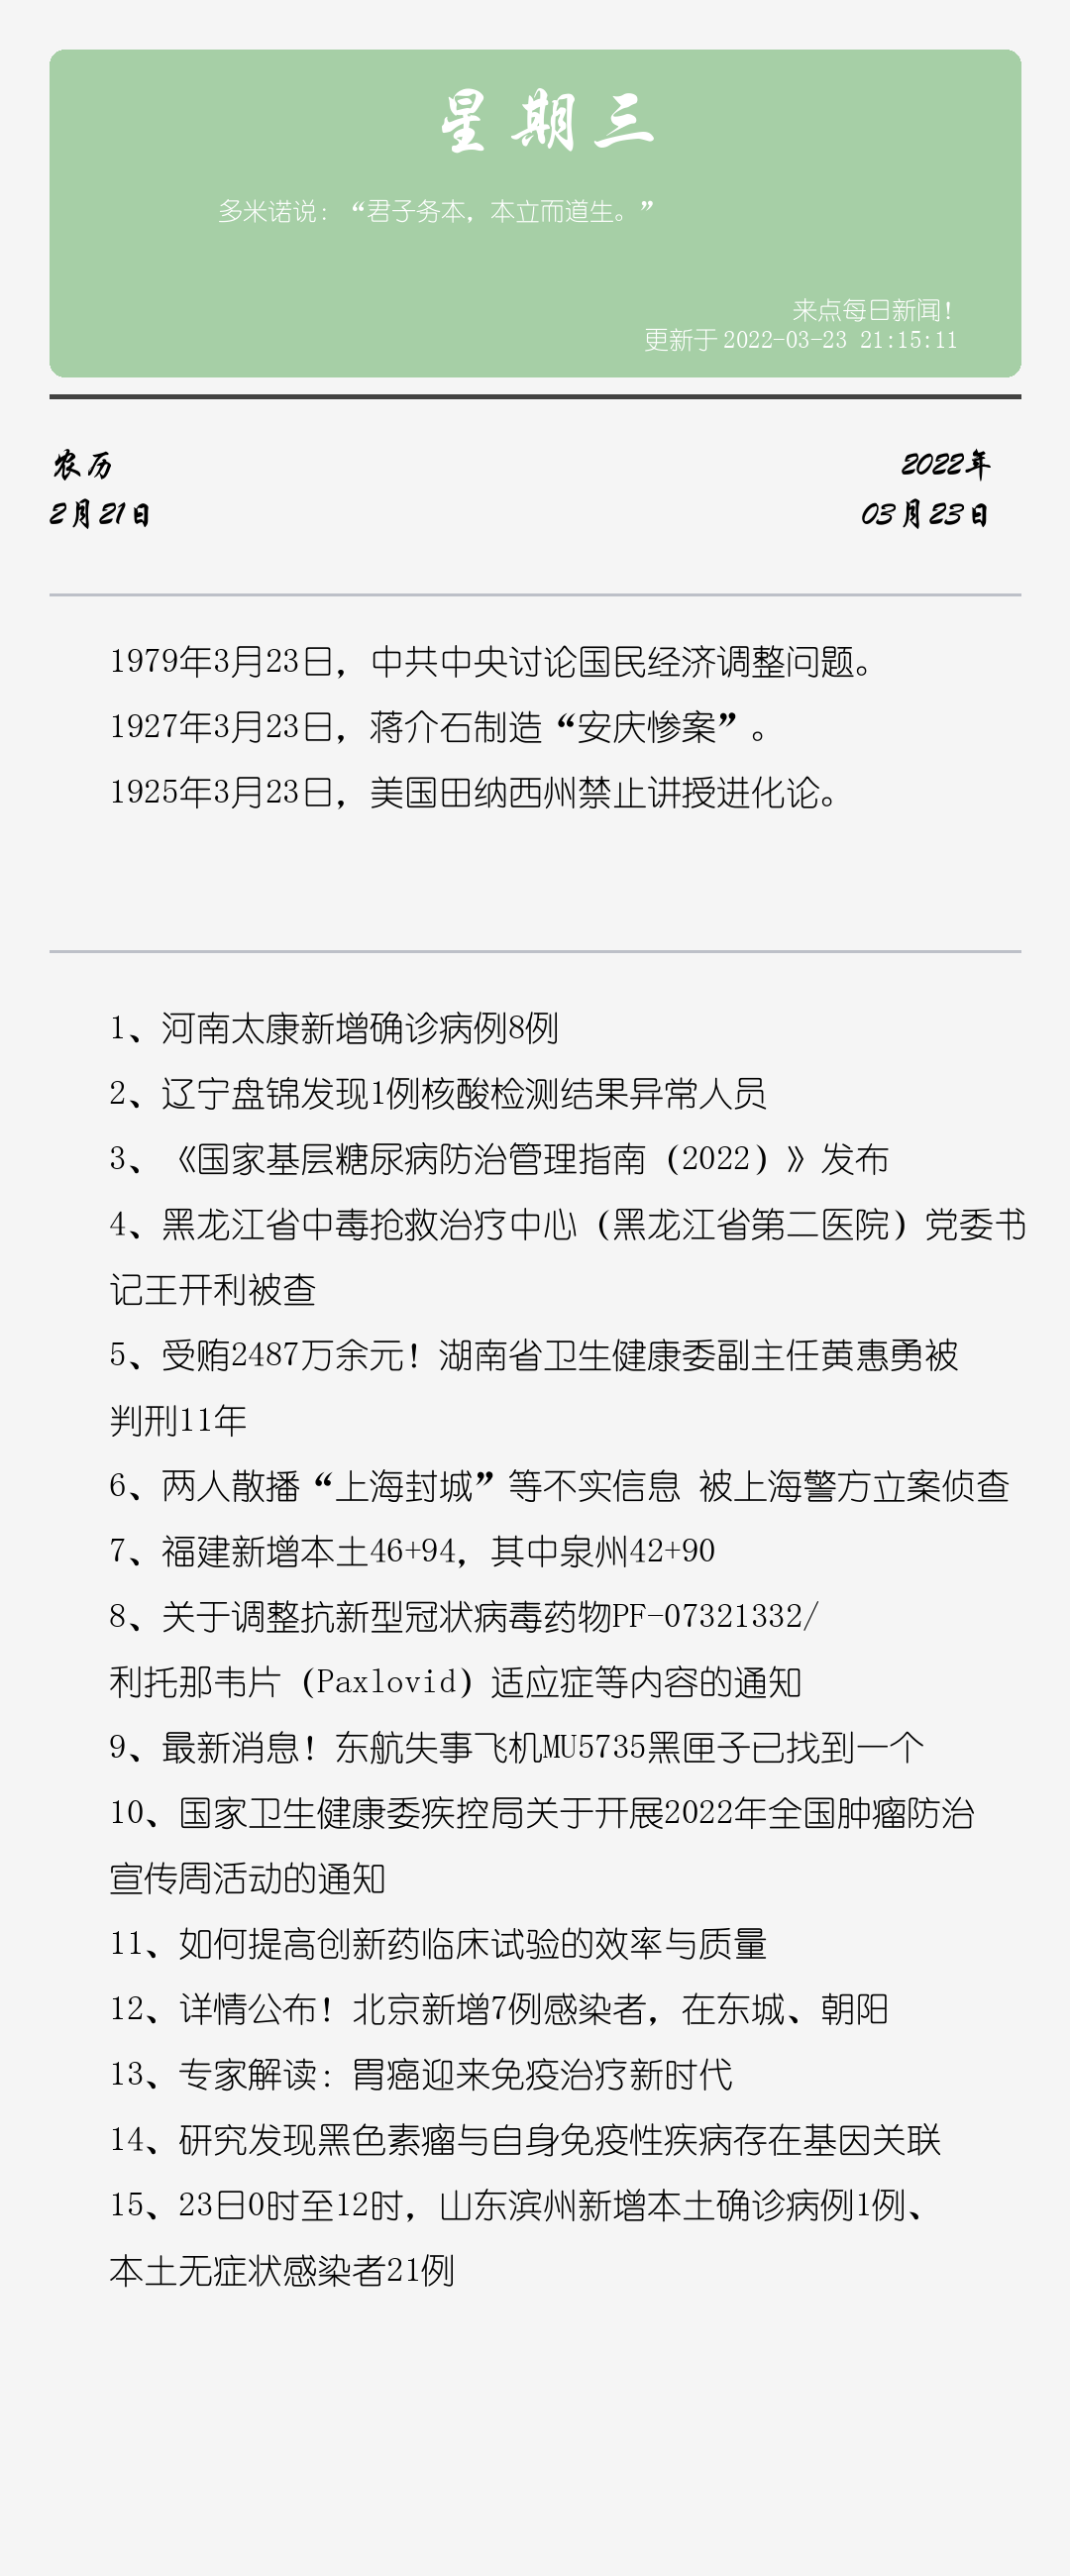 星期三
多米诺说：“君子务本，本立而道生。”
来点每日新闻！
更新于 2022-03-23 21:15:11
农历
2月21日
2022年
03月23日
1979年3月23日，中共中央讨论国民经济调整问题。
1927年3月23日，蒋介石制造“安庆惨案”。
1925年3月23日，美国田纳西州禁止讲授进化论。
1、河南太康新增确诊病例8例
2、辽宁盘锦发现1例核酸检测结果异常人员
3、《国家基层糖尿病防治管理指南（2022）》发布
4、黑龙江省中毒抢救治疗中心（黑龙江省第二医院）党委书
记王开利被查
5、受贿2487万余元！湖南省卫生健康委副主任黄惠勇被
判刑11年
6、两人散播“上海封城”等不实信息 被上海警方立案侦查
7、福建新增本土46+94，其中泉州42+90
8、关于调整抗新型冠状病毒药物PF-07321332/
利托那韦片（Paxlovid）适应症等内容的通知
9、最新消息！东航失事飞机MU5735黑匣子已找到一个
10、国家卫生健康委疾控局关于开展2022年全国肿瘤防治
宣传周活动的通知
11、如何提高创新药临床试验的效率与质量
12、详情公布！北京新增7例感染者，在东城、朝阳
13、专家解读：胃癌迎来免疫治疗新时代
14、研究发现黑色素瘤与自身免疫性疾病存在基因关联
15、23日0时至12时，山东滨州新增本土确诊病例1例、
本土无症状感染者21例